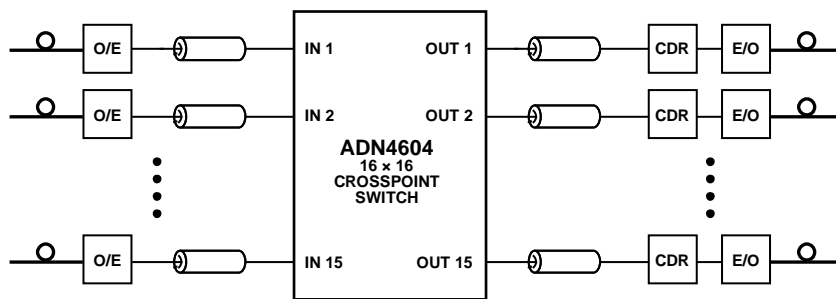 O/E IN 1 OUT 1 CDR E/O
O/E IN 2 OUT 2 CDR E/O
ADN4604
16 × 16
CROSSPOINT
SWITCH
O/E IN 15 OUT 15 CDR E/O